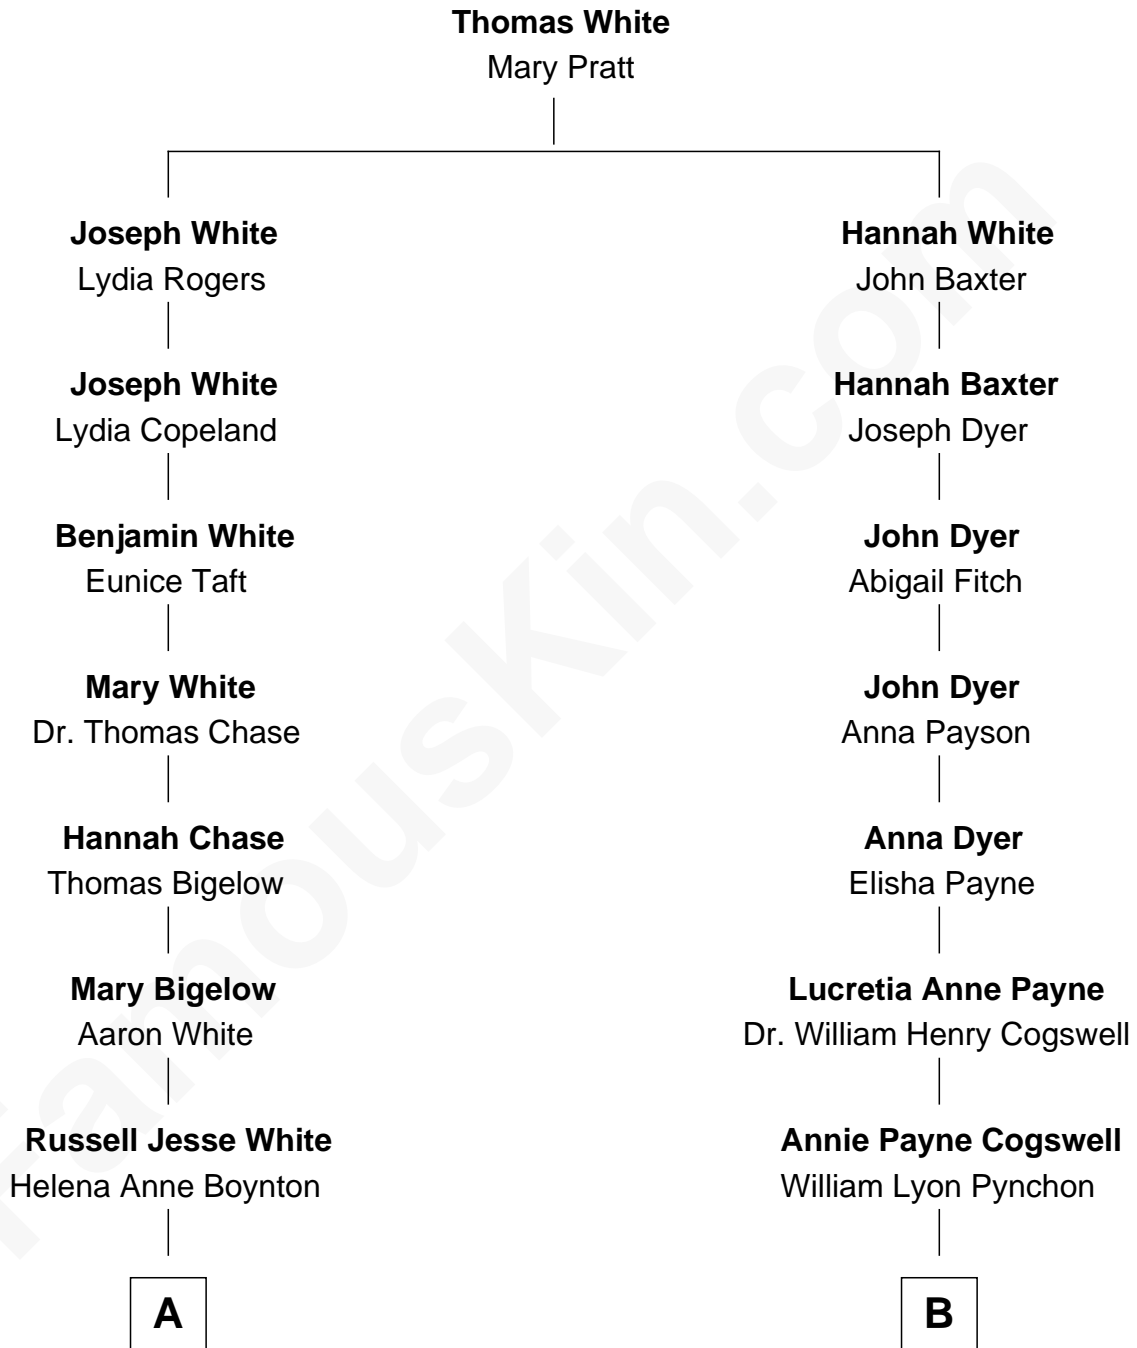 Thomas White
Mary Pratt
Joseph White
Lydia Rogers
Joseph White
Lydia Copeland
Benjamin White
Eunice Taft
Mary White
Dr. Thomas Chase
Hannah Chase
Thomas Bigelow
Mary Bigelow
Aaron White
Russell Jesse White
Helena Anne Boynton
A
Hannah White
John Baxter
Hannah Baxter
Joseph Dyer
John Dyer
Abigail Fitch
John Dyer
Anna Payson
Anna Dyer
Elisha Payne
Lucretia Anne Payne
Dr. William Henry Cogswell
Annie Payne Cogswell
William Lyon Pynchon
B
FamousKin.com